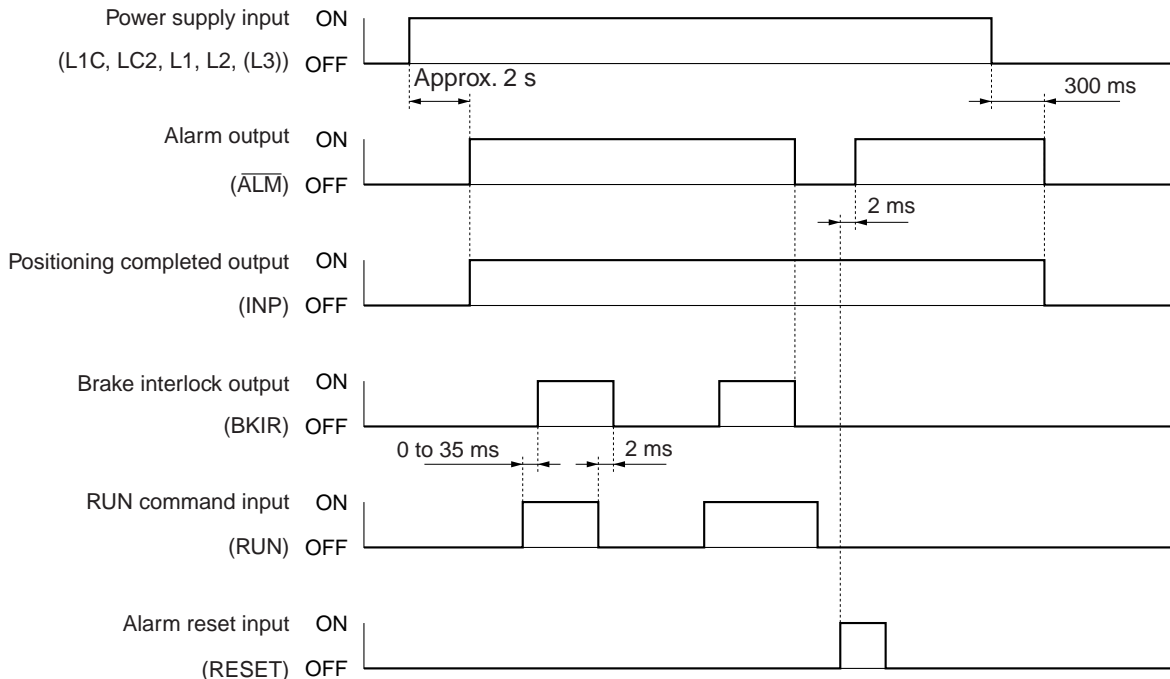 Power supply input ON
(L1C, LC2, L1, L2, (L3)) OFF
Approx. 2 s
300 ms
Alarm output ON
(ALM) OFF
2 ms
Positioning completed output ON
(INP) OFF
Brake interlock output ON
(BKIR) OFF
0 to 35 ms 2 ms
RUN command input ON
(RUN) OFF
Alarm reset input ON
(RESET) OFF